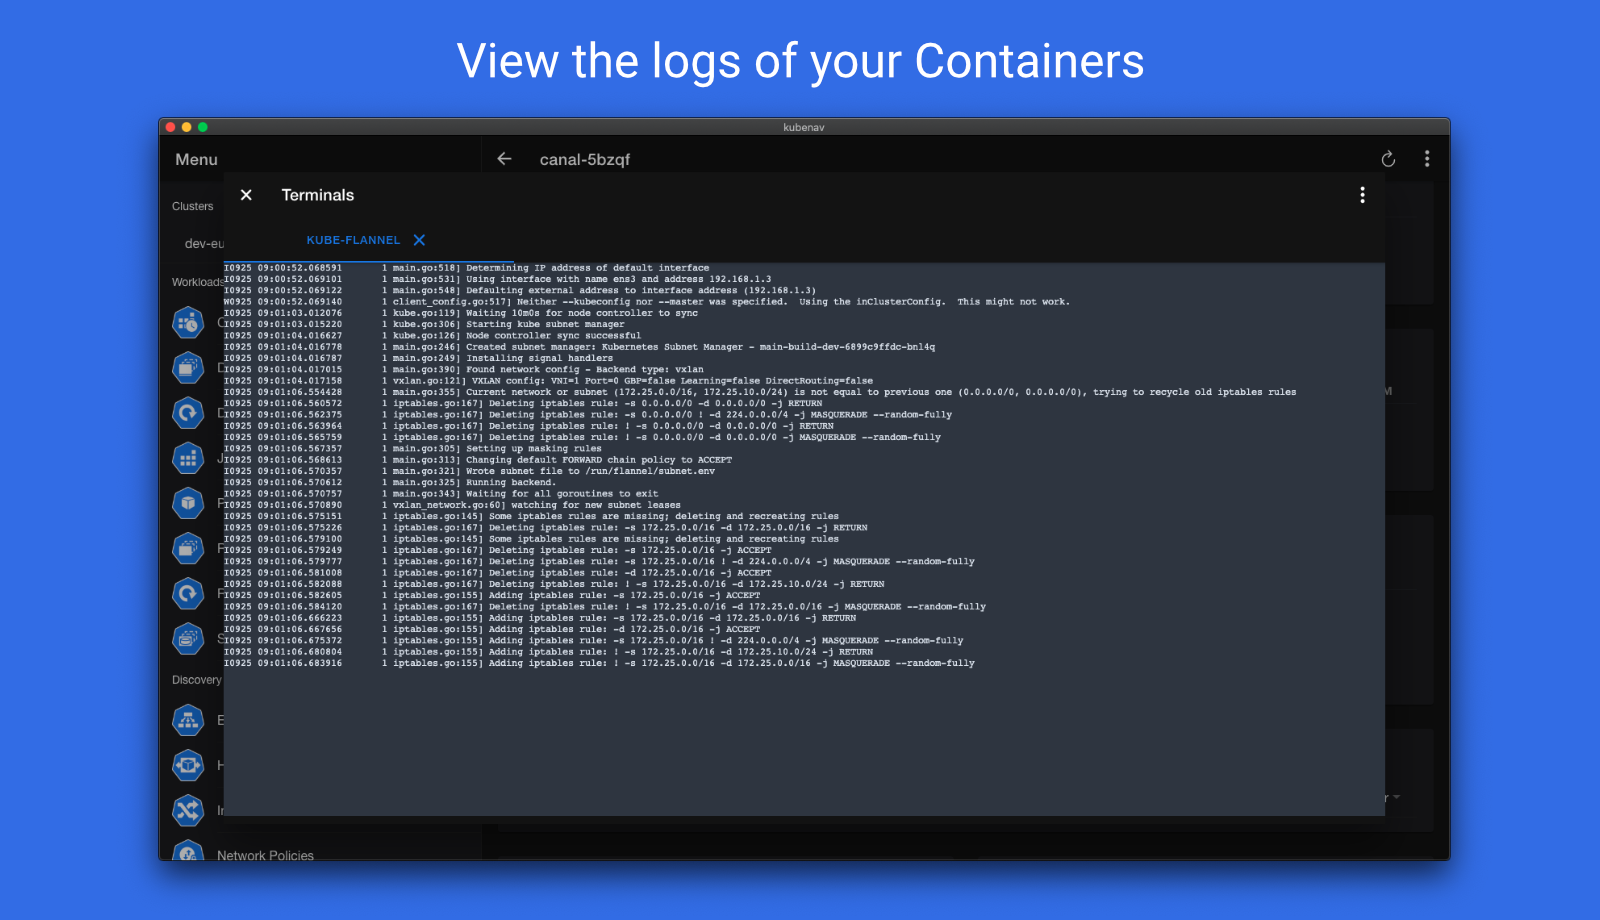 View the logs of your Containers
kubenav
Menu
canal-5bzqf
Terminals
Clusters
KUBE-FLANNEL
dev-eu
Workloads
I0925 09:00:52.068591 1 main.go:518] Determining IP address of default interface
I0925 09:00:52.069101 1 main.go:531] Using interface with name ens3 and address 192.168.1.3
I0925 09:00:52.069122 1 main.go:548] Defaulting external address to interface address (192.168.1.3)
W0925 09:00:52.069140 1 client_config.go:517] Neither --kubeconfig nor --master was specified. Using the inClusterConfig. This might not work.
I0925 09:01:03.012076 1 kube.go:119] Waiting 10m0s for node controller to sync
I0925 09:01:03.015220 1 kube.go:306] Starting kube subnet manager
I0925 09:01:04.016627 1 kube.go:126] Node controller sync successful
I0925 09:01:04.016778 1 main.go:246] Created subnet manager: Kubernetes Subnet Manager - main-build-dev-6899c9ffdc-bnl4q
I0925 09:01:04.016787 1 main.go:249] Installing signal handlers
I0925 09:01:04.017015 1 main.go:390] Found network config - Backend type: vxlan
I0925 09:01:04.017158 1 vxlan.go:121] VXLAN config: VNI=1 Port=0 GBP=false Learning=false DirectRouting=false
I0925 09:01:06.554428 1 main.go:355] Current network or subnet (172.25.0.0/16, 172.25.10.0/24) is not equal to previous one (0.0.0.0/0, 0.0.0.0/0), trying to recycle old iptables rules
I0925 09:01:06.560572 1 iptables.go:167] Deleting iptables rule: -s 0.0.0.0/0 -d 0.0.0.0/0 -j RETURN
I0925 09:01:06.562375 1 iptables.go:167] Deleting iptables rule: -s 0.0.0.0/0 ! -d 224.0.0.0/4 -j MASQUERADE --random-fully
I0925 09:01:06.563964 1 iptables.go:167] Deleting iptables rule: ! -s 0.0.0.0/0 -d 0.0.0.0/0 -j RETURN
I0925 09:01:06.565759 1 iptables.go:167] Deleting iptables rule: ! -s 0.0.0.0/0 -d 0.0.0.0/0 -j MASQUERADE --random-fully
I0925 09:01:06.567357 1 main.go:305] Setting up masking rules
I0925 09:01:06.568613 1 main.go:313] Changing default FORWARD chain policy to ACCEPT
I0925 09:01:06.570357 1 main.go:321] Wrote subnet file to /run/flannel/subnet.env
I0925 09:01:06.570612 1 main.go:325] Running backend.
I0925 09:01:06.570757 1 main.go:343] Waiting for all goroutines to exit
I0925 09:01:06.570890 1 vxlan_network.go:60] watching for new subnet leases
I0925 09:01:06.575151 1 iptables.go:145] Some iptables rules are missing; deleting and recreating rules
I0925 09:01:06.575226 1 iptables.go:167] Deleting iptables rule: -s 172.25.0.0/16 -d 172.25.0.0/16 -j RETURN
I0925 09:01:06.579100 1 iptables.go:145] Some iptables rules are missing; deleting and recreating rules
I0925 09:01:06.579249 1 iptables.go:167] Deleting iptables rule: -s 172.25.0.0/16 -j ACCEPT
I0925 09:01:06.579777 1 iptables.go:167] Deleting iptables rule: -s 172.25.0.0/16 ! -d 224.0.0.0/4 -j MASQUERADE --random-fully
I0925 09:01:06.581008 1 iptables.go:167] Deleting iptables rule: -d 172.25.0.0/16 -j ACCEPT
I0925 09:01:06.582088 1 iptables.go:167] Deleting iptables rule: ! -s 172.25.0.0/16 -d 172.25.10.0/24 -j RETURN
I0925 09:01:06.582605 1 iptables.go:155] Adding iptables rule: -s 172.25.0.0/16 -j ACCEPT
I0925 09:01:06.584120 1 iptables.go:167] Deleting iptables rule: ! -s 172.25.0.0/16 -d 172.25.0.0/16 -j MASQUERADE --random-fully
I0925 09:01:06.666223 1 iptables.go:155] Adding iptables rule: -s 172.25.0.0/16 -d 172.25.0.0/16 -j RETURN
I0925 09:01:06.667656 1 iptables.go:155] Adding iptables rule: -d 172.25.0.0/16 -j ACCEPT
I0925 09:01:06.675372 1 iptables.go:155] Adding iptables rule: -s 172.25.0.0/16 ! -d 224.0.0.0/4 -j MASQUERADE --random-fully
I0925 09:01:06.680804 1 iptables.go:155] Adding iptables rule: ! -s 172.25.0.0/16 -d 172.25.10.0/24 -j RETURN
I0925 09:01:06.683916 1 iptables.go:155] Adding iptables rule: ! -s 172.25.0.0/16 -d 172.25.0.0/16 -j MASQUERADE --random-fully
Discovery
Network Policies